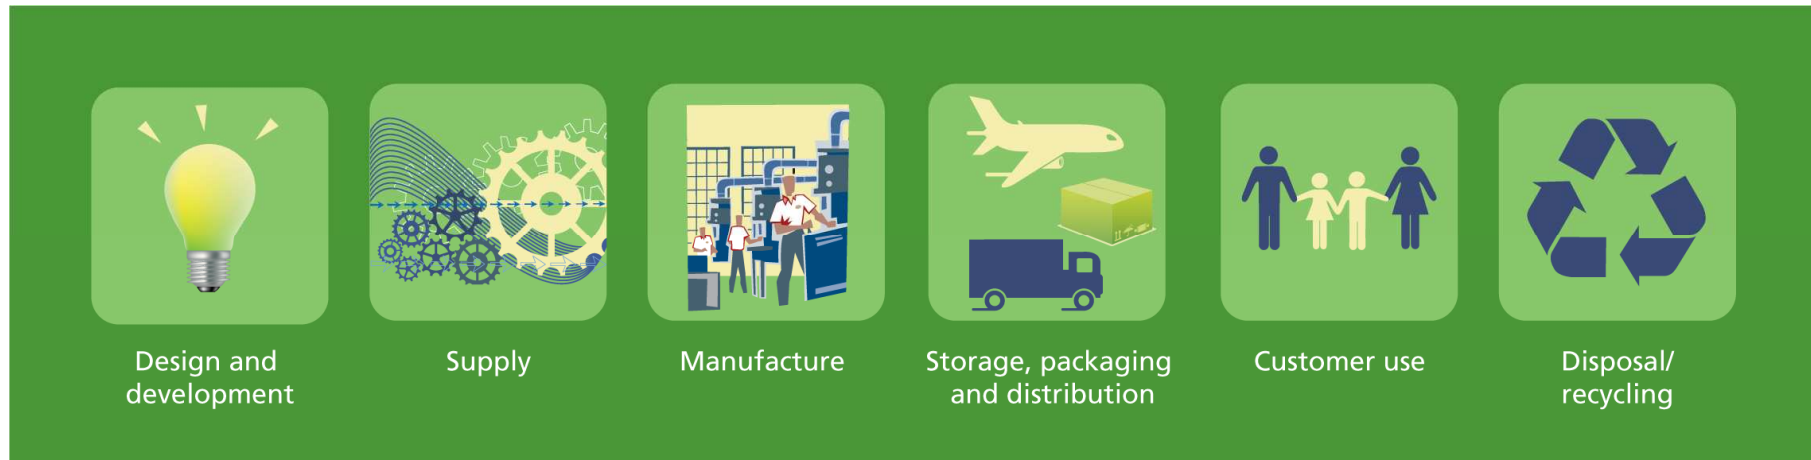 Design and
development
Supply
Manufacture
Storage, packaging
and distribution
Customer use
Disposal/
recycling